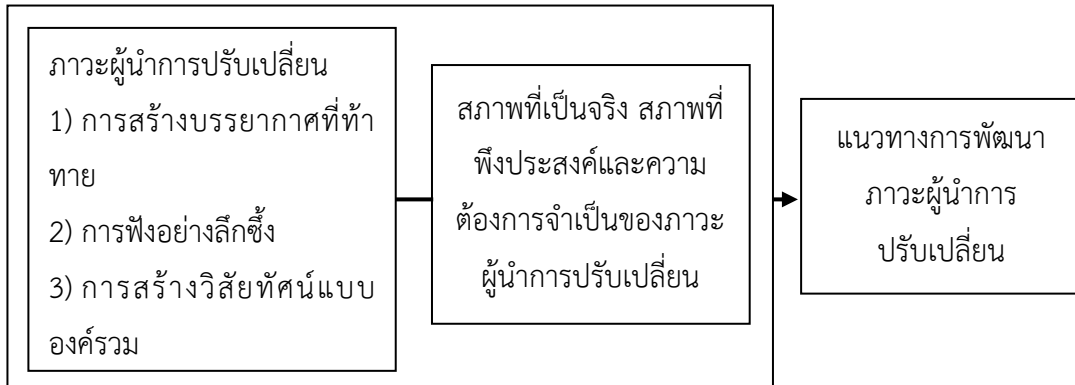 ภาวะผู้นำการปรับเปลี่ยน
1) การสร้างบรรยากาศที่ท้า
ทาย
2) การฟังอย่างลึกซึ้ง
3) การสร้างวิสัยทัศน์แบบ
องค์รวม
สภาพที่เป็นจริง สภาพที่
พึงประสงค์และความ
ต้องการจำเป็นของภาวะ
ผู้นำการปรับเปลี่ยน
แนวทางการพัฒนา
ภาวะผู้นำการ
ปรับเปลี่ยน